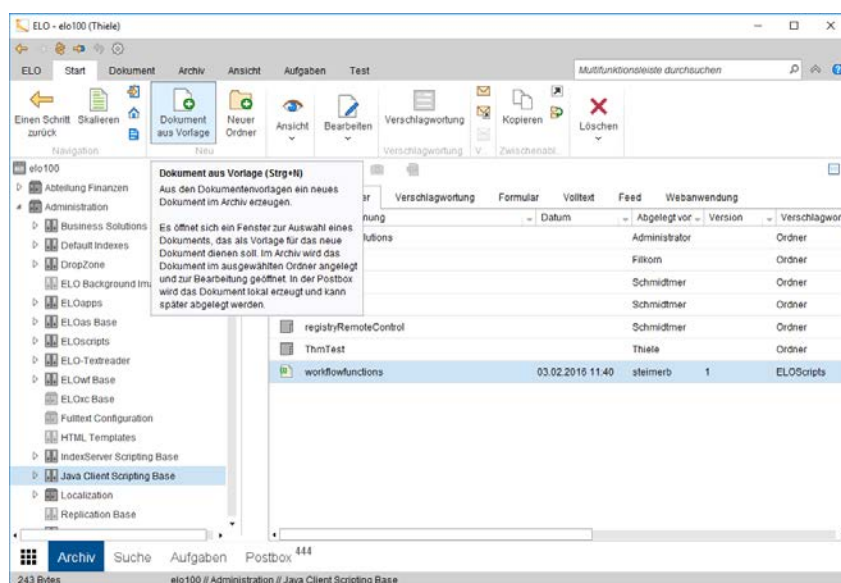 ELO - elo100 (Thiele)
ELO Start Dokument Archiv Ansicht Aufgaben Test Multifunktionsleiste durchsuchen
Einen Schritt zurück
Skalieren
Dokument aus Vorlage
Neuer Ordner
Ansicht
Bearbeiten
Verschlagwortung
Kopieren
Löschen
Navigation Neu Verschlagwortung V... Zwischenabl...
elo100
Abteilung Finanzen
Administration
Business Solutions
Default Indexes
DropZone
ELO Background Ima
ELOapps
ELOas Base
ELOscripts
ELO-Textreader
ELOwf Base
ELOxc Base
Fulltext Configuration
HTML Templates
IndexServer Scripting Base
Java Client Scripting Base
Localization
Replication Base
Dokument aus Vorlage (Strg+N)
Aus den Dokumentenvorlagen ein neues
Dokument im Archiv erzeugen.
Es öffnet sich ein Fenster zur Auswahl eines
Dokuments, das als Vorlage für das neue
Dokument dienen soll. Im Archiv wird das
Dokument im ausgewählten Ordner angelegt
und zur Bearbeitung geöffnet. In der Postbox
wird das Dokument lokal erzeugt und kann
später abgelegt werden.
er Verschlagwortung Formular Volltext Feed Webanwendung
nung Datum Abgelegt vor Version Verschlagwor
lutions Administrator Ordner
Filkorn Ordner
Schmidtmer Ordner
Schmidtmer Ordner
registryRemoteControl Schmidtmer Ordner
ThmTest Thiele Ordner
workflowfunctions 03.02.2016 11:40 steimerb 1 ELOScripts
Archiv Suche Aufgaben Postbox 444
243 Bytes elo100 // Administration // Java Client Scripting Base